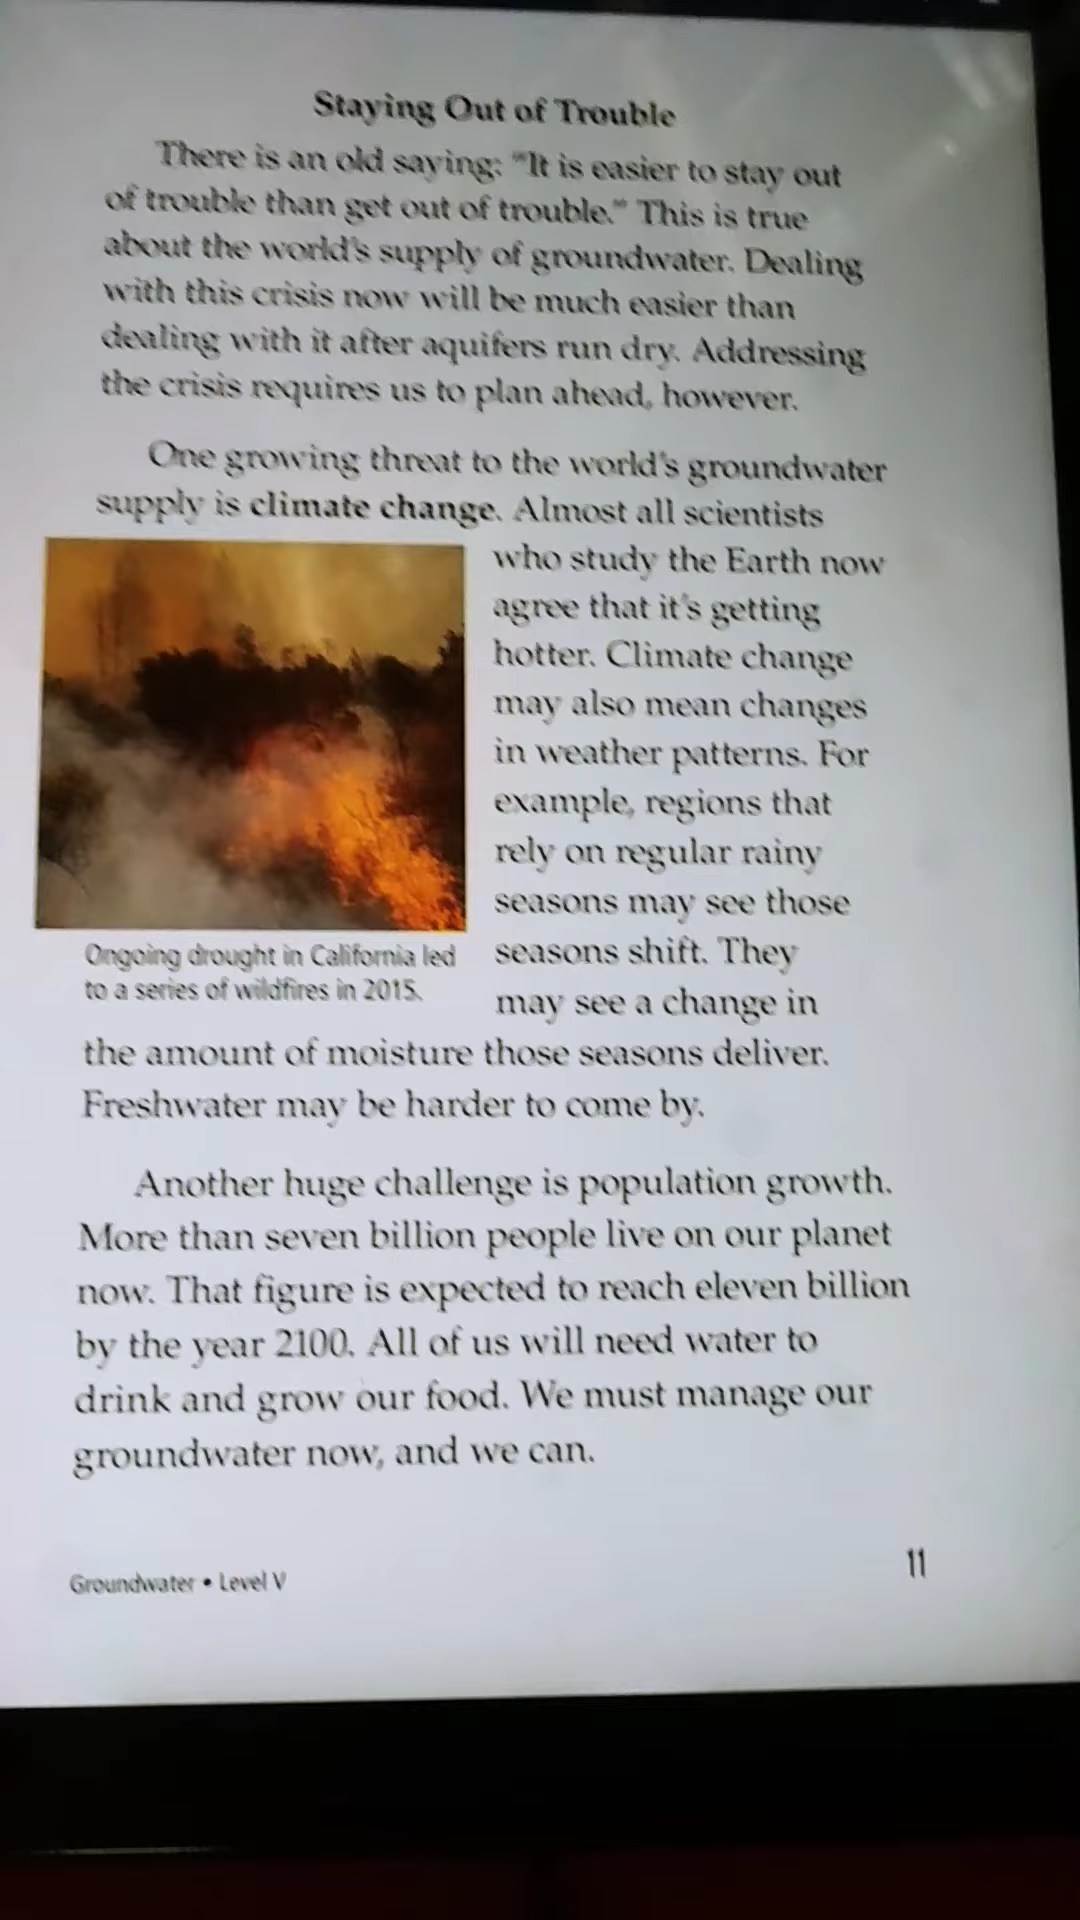 Staying Out of Trouble
There is an old saying: "It is easier to stay out
of trouble than get out of trouble." This is true
about the world's supply of groundwater. Dealing
with this crisis now will be much easier than
dealing with it after aquifers run dry. Addressing
the crisis requires us to plan ahead, however.
One growing threat to the world's groundwater
supply is climate change. Almost all scientists
who study the Earth now
agree that it's getting
hotter. Climate change
may also mean changes
in weather patterns. For
example, regions that
rely on regular rainy
seasons may see those
seasons shift. They
may see a change in
the amount of moisture those seasons deliver.
Freshwater may be harder to come by.
Ongoing drought in California led
to a series of wildfires in 2015.
Another huge challenge is population growth.
More than seven billion people live on our planet
now. That figure is expected to reach eleven billion
by the year 2100. All of us will need water to
drink and grow our food. We must manage our
groundwater now, and we can.
Groundwater • Level V
11